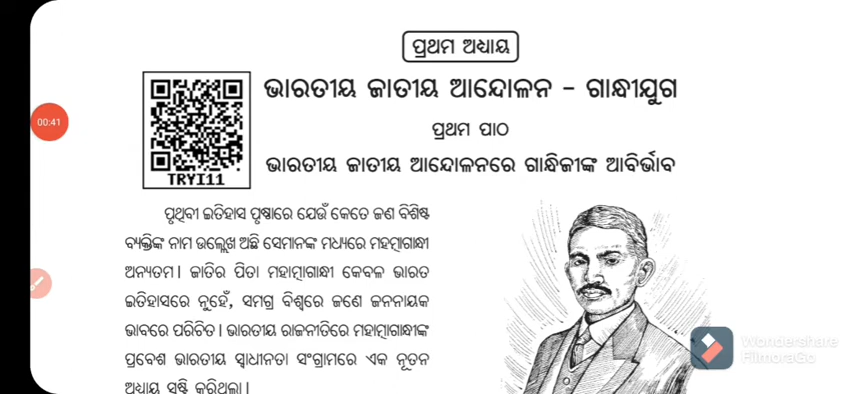 ପ୍ରଥମ ଅଧ୍ୟାୟ
ଭାରତୀୟ ଜାତୀୟ ଆନ୍ଦୋଳନ - ଗାନ୍ଧୀଯୁଗ
00:41
ପ୍ରଥମ ପାଠ
ଭାରତୀୟ ଜାତୀୟ ଆନ୍ଦୋଳନରେ ଗାନ୍ଧିଜୀଙ୍କ ଆବିର୍ଭାବ
TRYI11
ପୃଥିବୀ ଇତିହାସ ପୃଷ୍ଠାରେ ଯେଉଁ କେତେ ଜଣ ବିଶିଷ୍ଟ
ବ୍ୟକ୍ତିଙ୍କ ନାମ ଉଲ୍ଲେଖ ଅଛି ସେମାନଙ୍କ ମଧ୍ୟରେ ମହାତ୍ମାଗାନ୍ଧୀ
ଅନ୍ୟତମ। ଜାତିର ପିତା ମହାତ୍ମାଗାନ୍ଧୀ କେବଳ ଭାରତ
ଇତିହାସରେ ନୁହେଁ, ସମଗ୍ର ବିଶ୍ୱରେ ଜଣେ ଜନନାୟକ
ଭାବରେ ପରିଚିତ। ଭାରତୀୟ ରାଜନୀତିରେ ମହାତ୍ମାଗାନ୍ଧୀଙ୍କ
ପ୍ରବେଶ ଭାରତୀୟ ସ୍ୱାଧୀନତା ସଂଗ୍ରାମରେ ଏକ ନୂତନ
ଅଧ୍ୟାୟ ସୃଷ୍ଟି କରିଥିଲା।
Wondershare
FilmoraGo